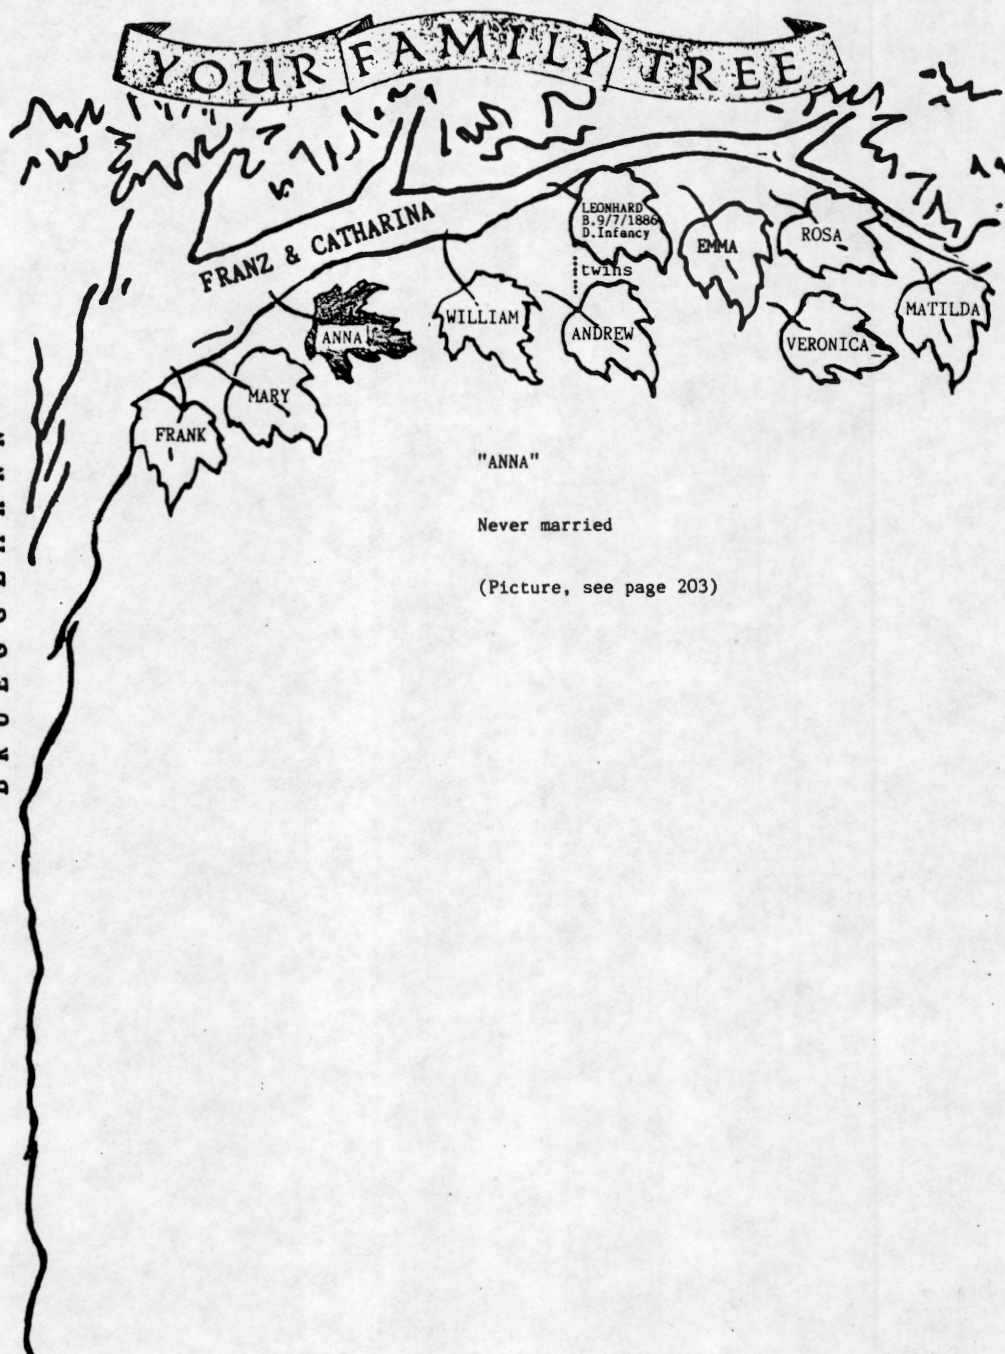 YOUR FAMILY TREE
FRANZ & CATHARINA
LEONHARD
B.9/7/1886
D.Infancy
twins
EMMA
ROSA
ANNA
WILLIAM
ANDREW
VERONICA
MATILDA
FRANK
MARY
"ANNA"
Never married
(Picture, see page 203)